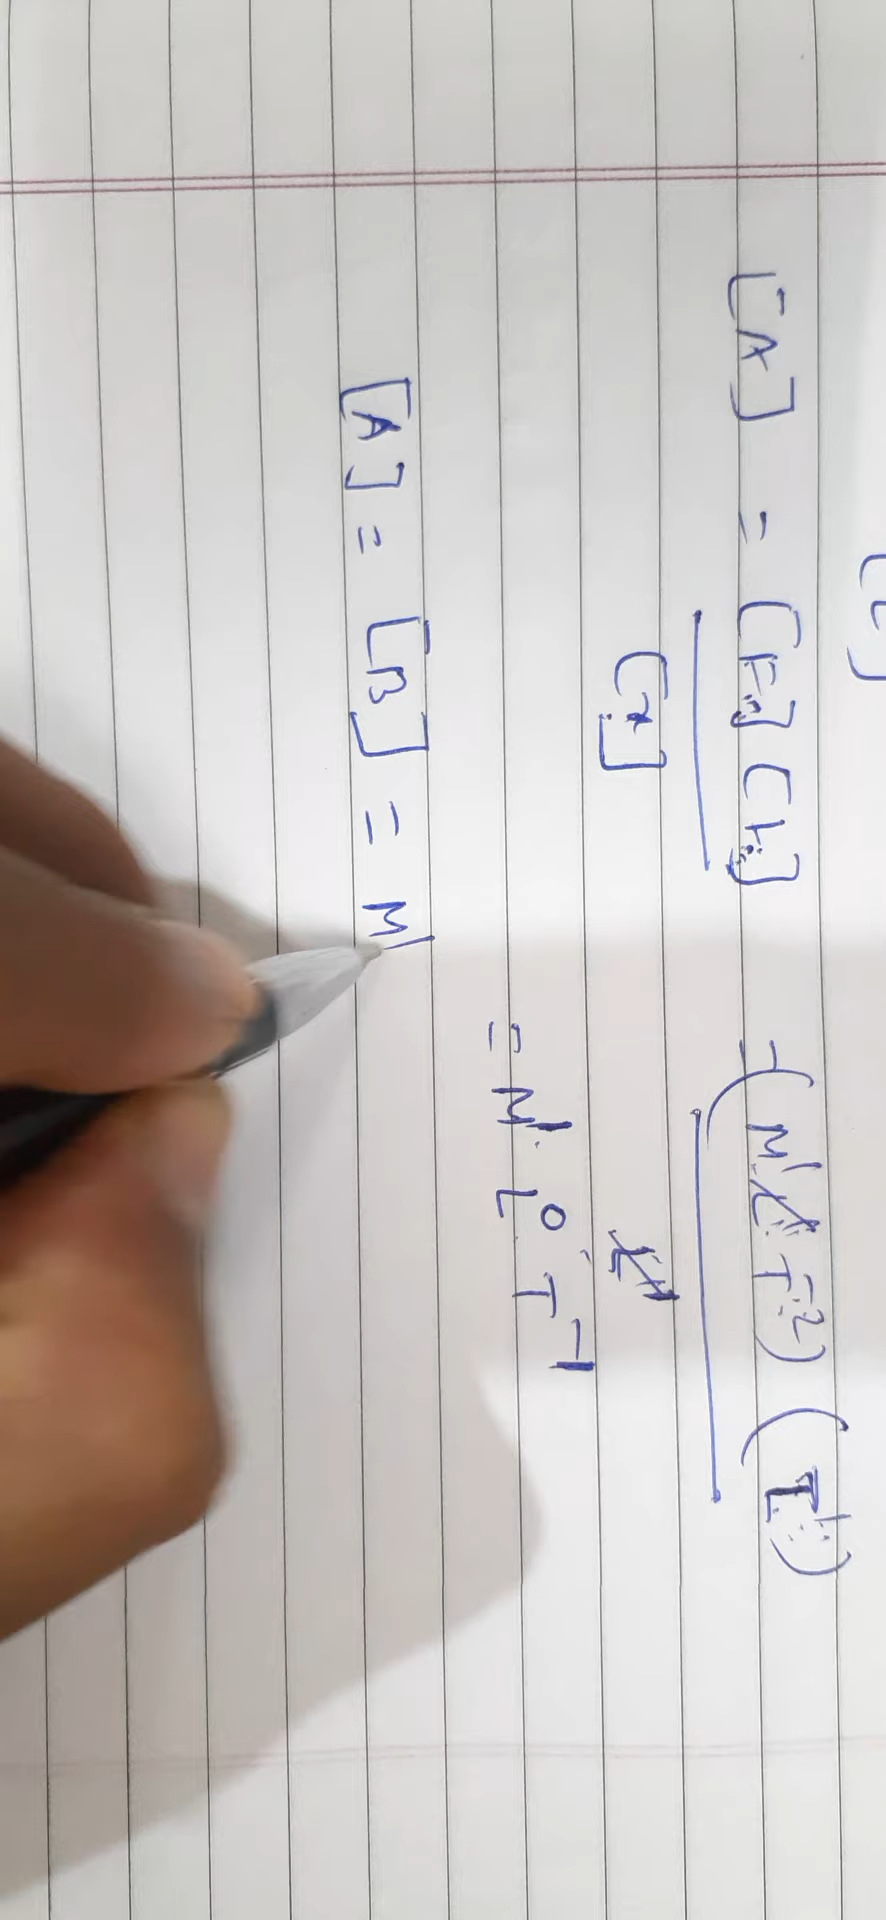 [A] = [F] [t] = (M¹ L¹ T⁻²) (T¹)
[x] L¹
= M¹ L⁰ T⁻¹
[A] = [B] = M¹